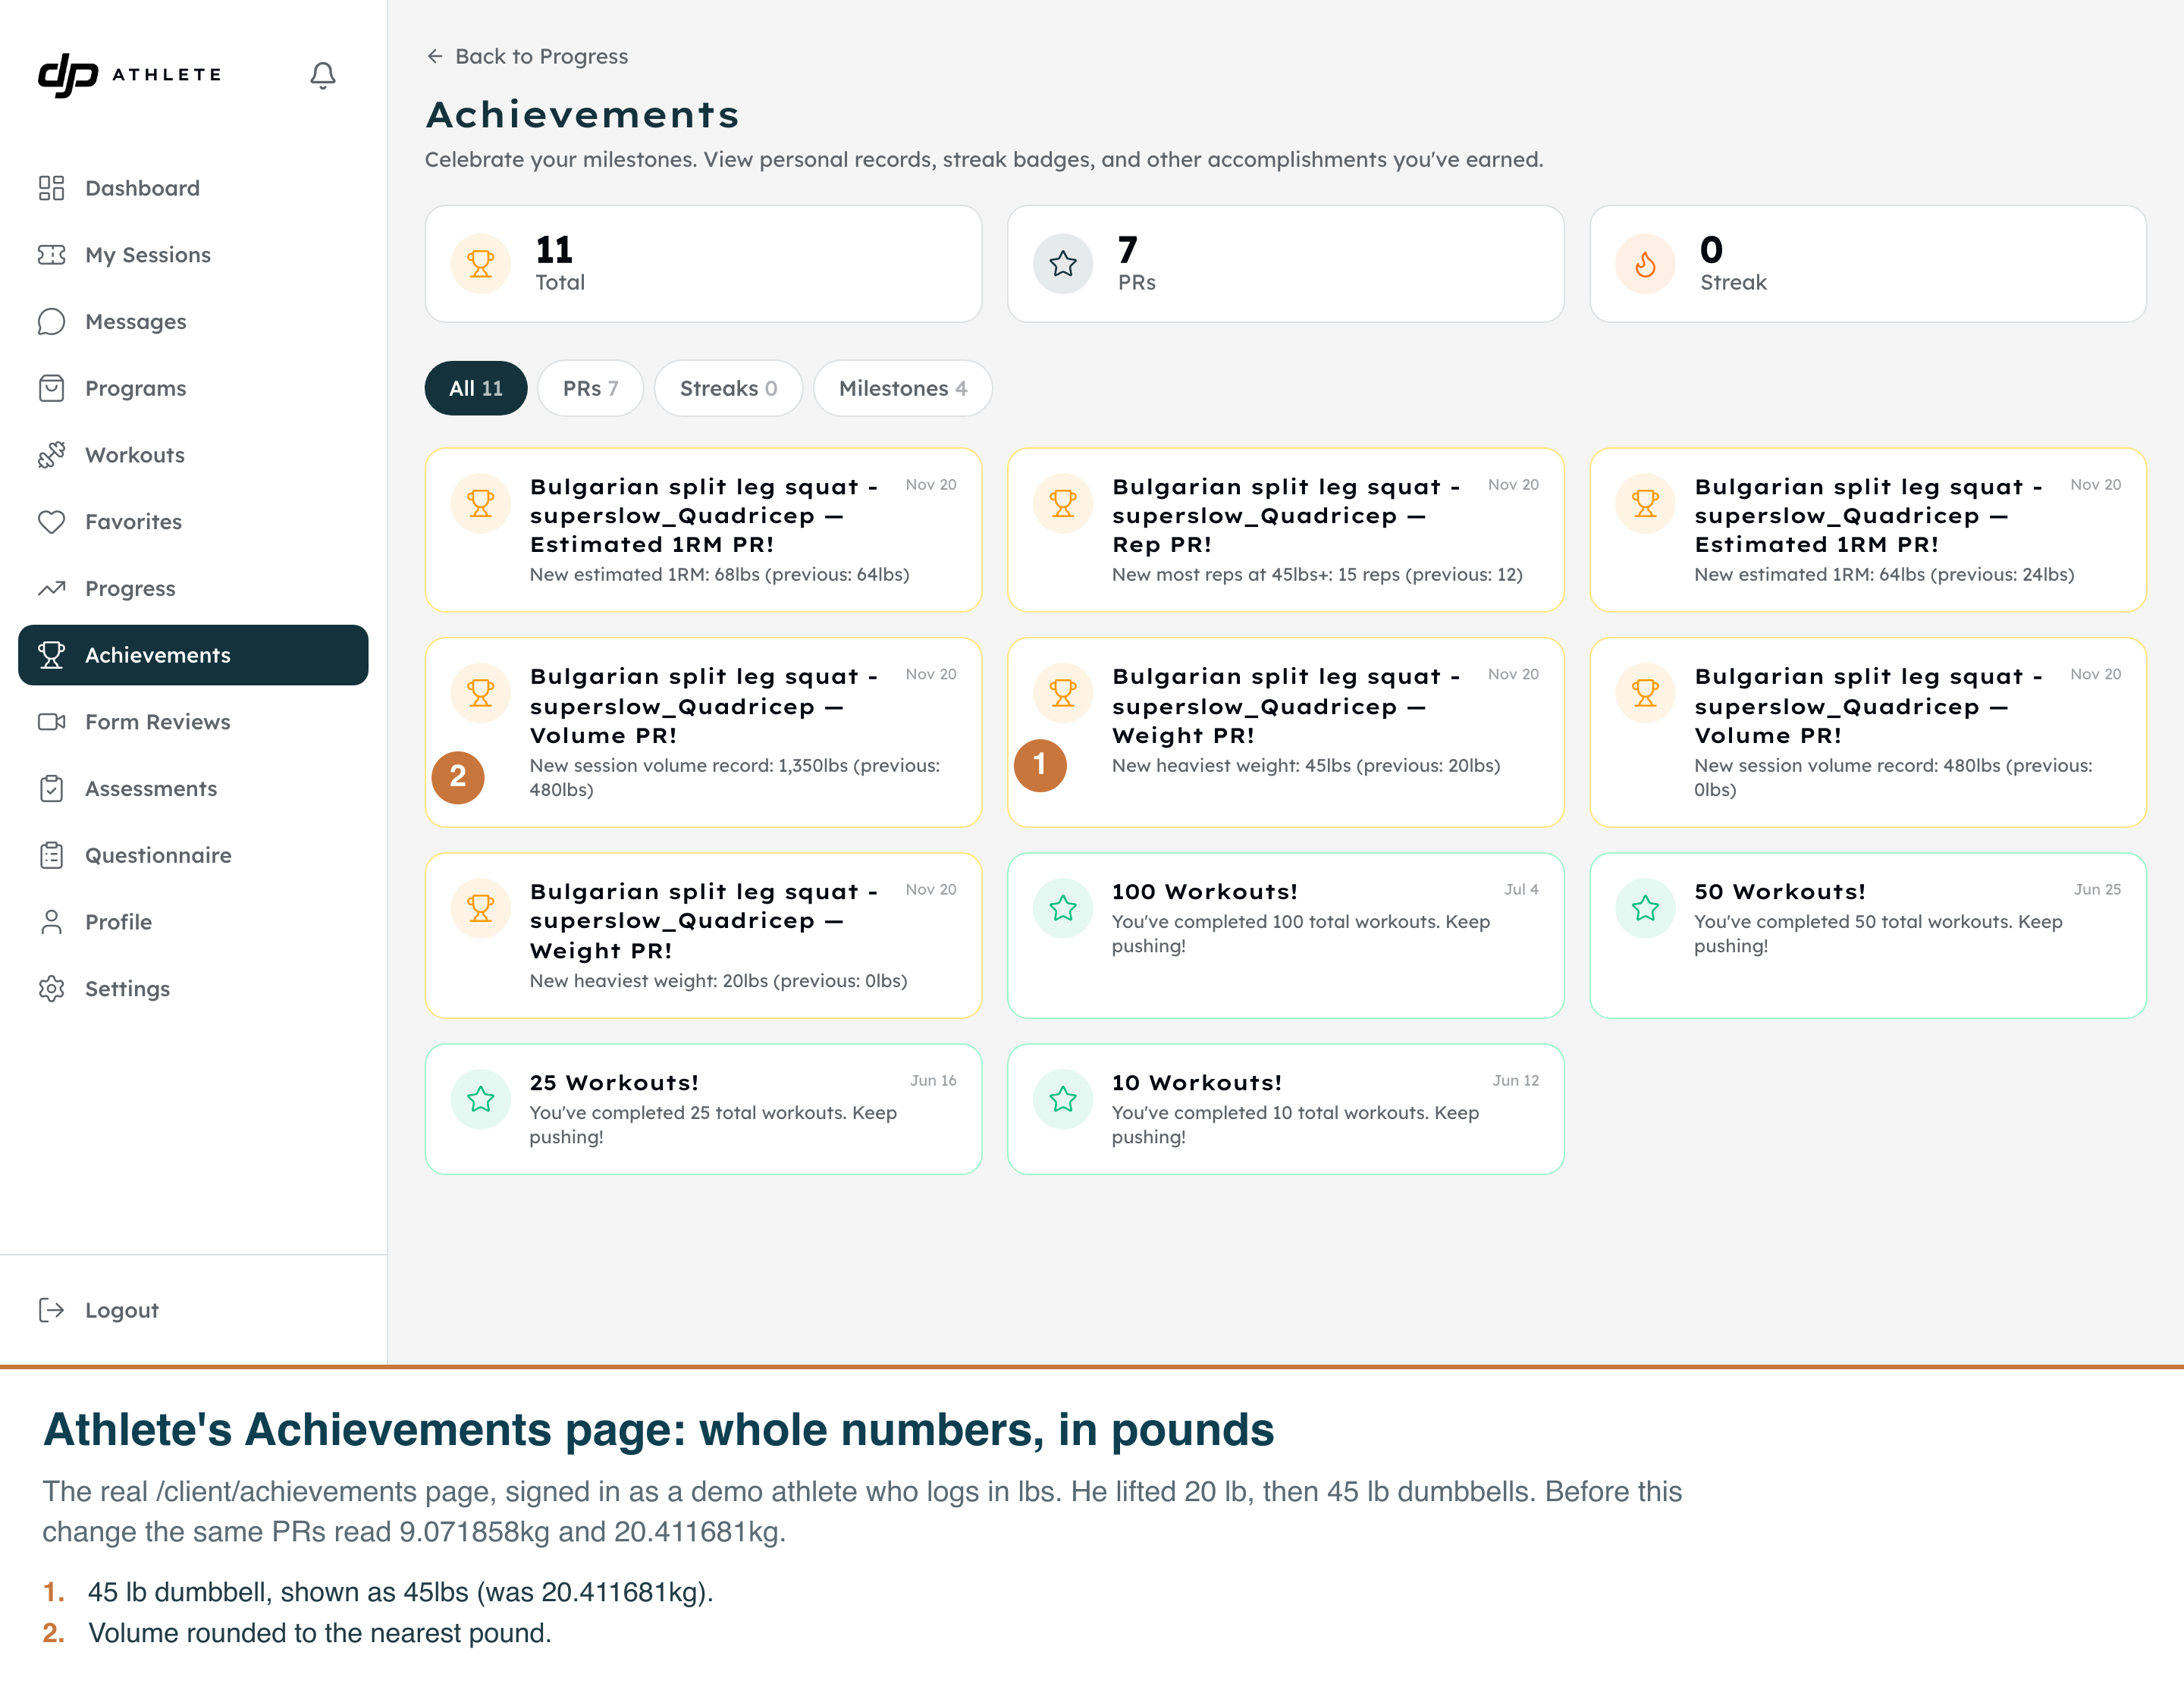 dp ATHLETE
Dashboard
My Sessions
Messages
Programs
Workouts
Favorites
Progress
Achievements
Form Reviews
Assessments
Questionnaire
Profile
Settings
Logout
← Back to Progress
Achievements
Celebrate your milestones. View personal records, streak badges, and other accomplishments you've earned.
11
Total
7
PRs
0
Streak
All 11
PRs 7
Streaks 0
Milestones 4
Bulgarian split leg squat -
superslow_Quadricep —
Estimated 1RM PR!
Nov 20
New estimated 1RM: 68lbs (previous: 64lbs)
Bulgarian split leg squat -
superslow_Quadricep —
Rep PR!
Nov 20
New most reps at 45lbs+: 15 reps (previous: 12)
Bulgarian split leg squat -
superslow_Quadricep —
Estimated 1RM PR!
Nov 20
New estimated 1RM: 64lbs (previous: 24lbs)
Bulgarian split leg squat -
superslow_Quadricep —
Volume PR!
Nov 20
2
New session volume record: 1,350lbs (previous:
480lbs)
Bulgarian split leg squat -
superslow_Quadricep —
Weight PR!
Nov 20
1
New heaviest weight: 45lbs (previous: 20lbs)
Bulgarian split leg squat -
superslow_Quadricep —
Volume PR!
Nov 20
New session volume record: 480lbs (previous:
0lbs)
Bulgarian split leg squat -
superslow_Quadricep —
Weight PR!
Nov 20
New heaviest weight: 20lbs (previous: 0lbs)
100 Workouts!
Jul 4
You've completed 100 total workouts. Keep
pushing!
50 Workouts!
Jun 25
You've completed 50 total workouts. Keep
pushing!
25 Workouts!
Jun 16
You've completed 25 total workouts. Keep
pushing!
10 Workouts!
Jun 12
You've completed 10 total workouts. Keep
pushing!
Athlete's Achievements page: whole numbers, in pounds
The real /client/achievements page, signed in as a demo athlete who logs in lbs. He lifted 20 lb, then 45 lb dumbbells. Before this
change the same PRs read 9.071858kg and 20.411681kg.
1. 45 lb dumbbell, shown as 45lbs (was 20.411681kg).
2. Volume rounded to the nearest pound.